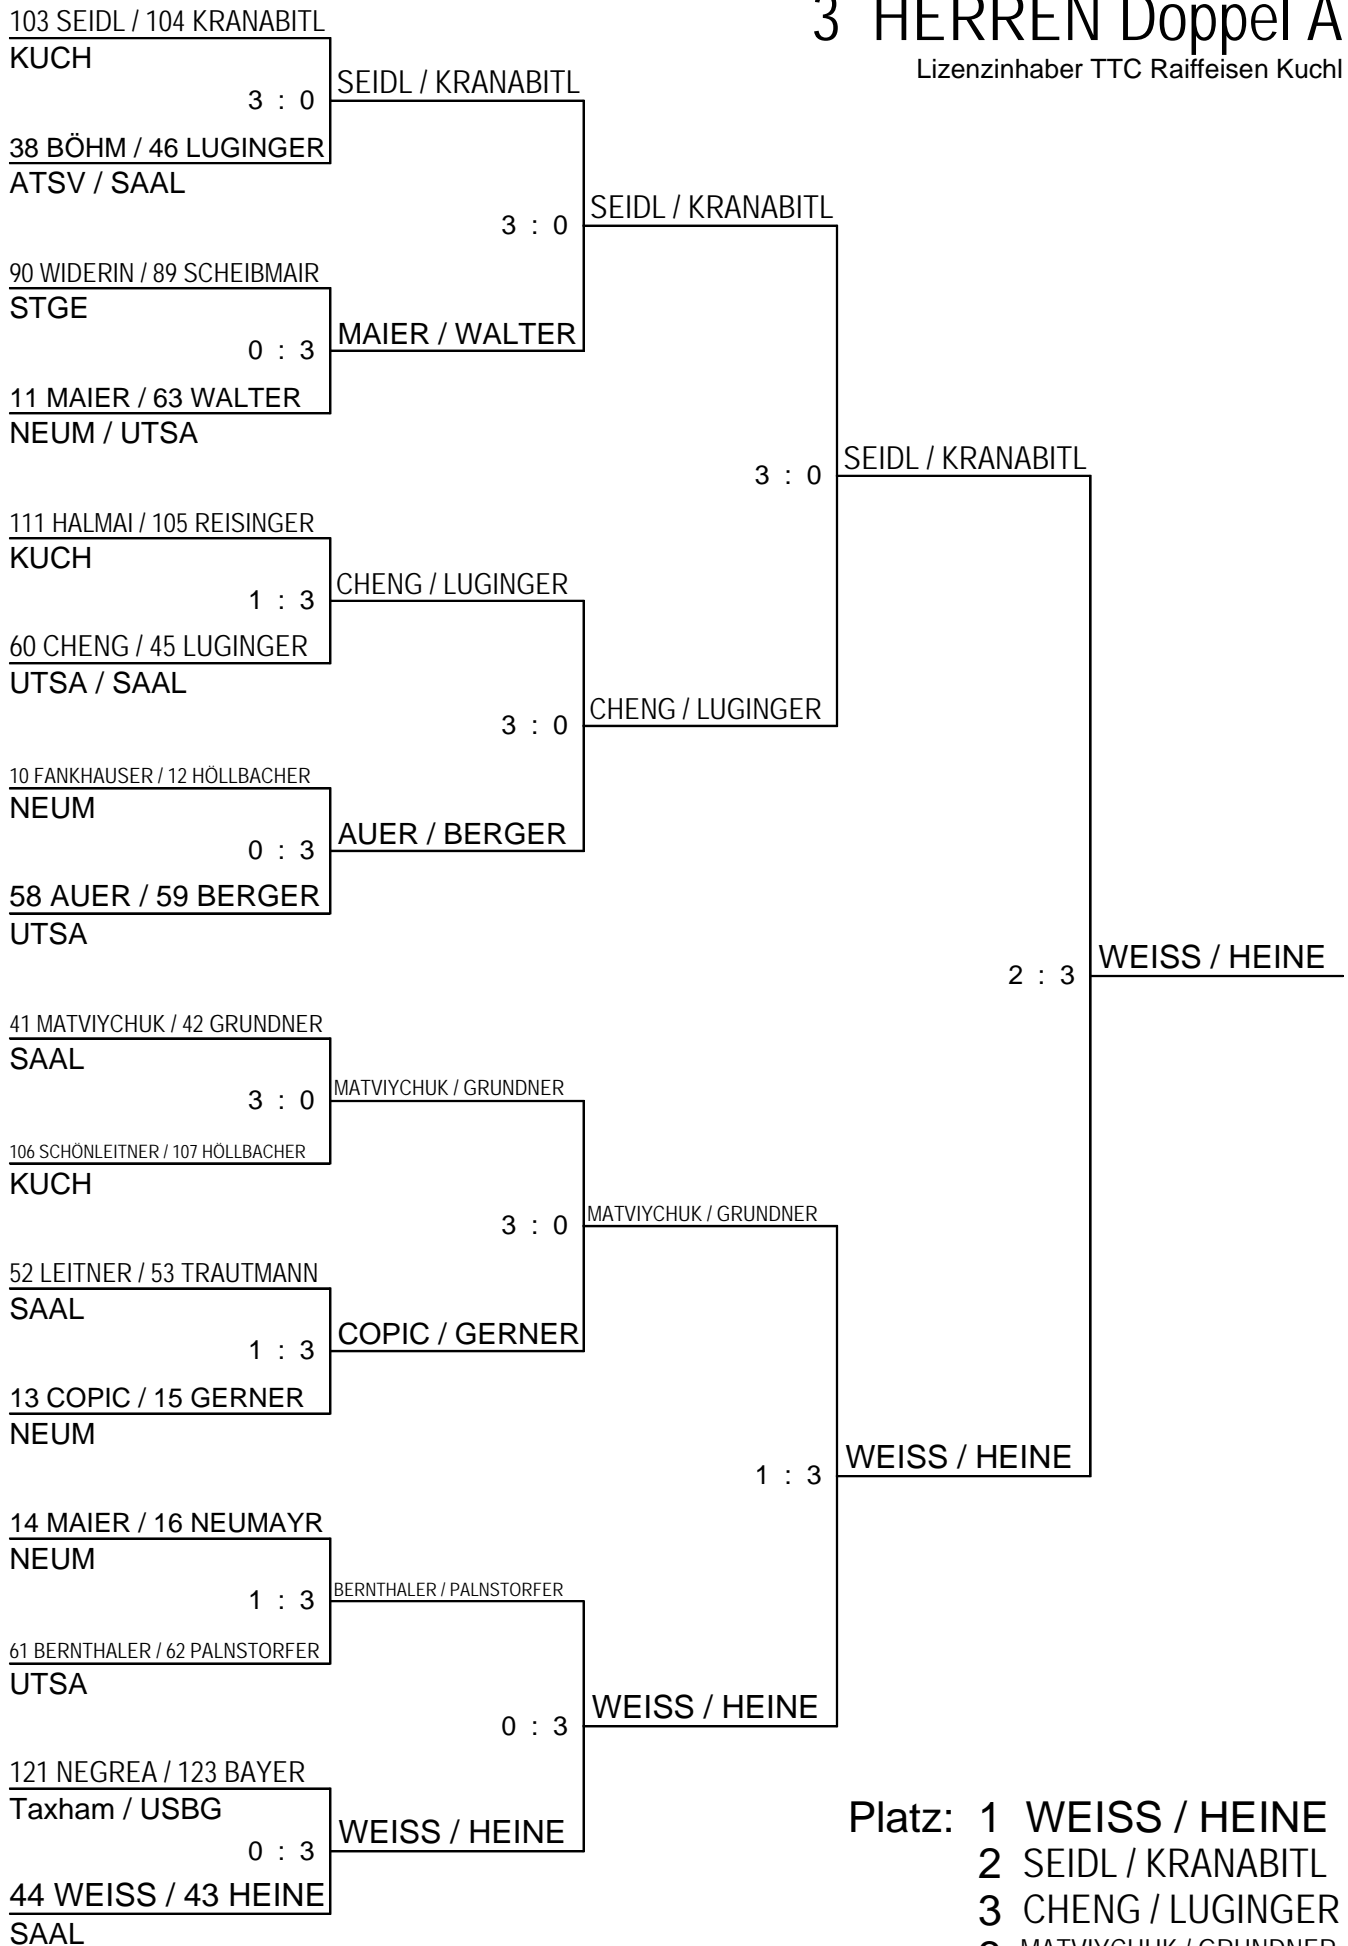 3 HERREN Doppel A
Lizenzinhaber TTC Raiffeisen Kuchl
103 SEIDL / 104 KRANABITL
KUCH
3 : 0
SEIDL / KRANABITL
38 BÖHM / 46 LUGINGER
ATSV / SAAL
3 : 0
SEIDL / KRANABITL
90 WIDERIN / 89 SCHEIBMAIR
STGE
0 : 3
MAIER / WALTER
11 MAIER / 63 WALTER
NEUM / UTSA
3 : 0
SEIDL / KRANABITL
111 HALMAI / 105 REISINGER
KUCH
1 : 3
CHENG / LUGINGER
60 CHENG / 45 LUGINGER
UTSA / SAAL
3 : 0
CHENG / LUGINGER
10 FANKHAUSER / 12 HÖLLBACHER
NEUM
0 : 3
AUER / BERGER
58 AUER / 59 BERGER
UTSA
2 : 3
WEISS / HEINE
41 MATVIYCHUK / 42 GRUNDNER
SAAL
3 : 0
MATVIYCHUK / GRUNDNER
106 SCHÖNLEITNER / 107 HÖLLBACHER
KUCH
3 : 0
MATVIYCHUK / GRUNDNER
52 LEITNER / 53 TRAUTMANN
SAAL
1 : 3
COPIC / GERNER
13 COPIC / 15 GERNER
NEUM
1 : 3
WEISS / HEINE
14 MAIER / 16 NEUMAYR
NEUM
1 : 3
BERNTHALER / PALNSTORFER
61 BERNTHALER / 62 PALNSTORFER
UTSA
0 : 3
WEISS / HEINE
121 NEGREA / 123 BAYER
Taxham / USBG
0 : 3
WEISS / HEINE
44 WEISS / 43 HEINE
SAAL
Platz: 1 WEISS / HEINE
2 SEIDL / KRANABITL
3 CHENG / LUGINGER
3 MATVIYCHUK / GRUNDNER